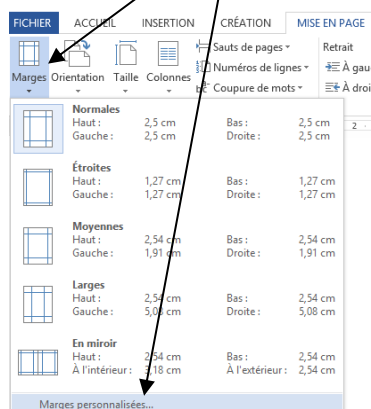 FICHIER ACCUEIL INSERTION CRÉATION MISE EN PAGE
Sauts de pages Retrait
Numéros de lignes À gau
Marges Orientation Taille Colonnes Coupure de mots À droi
2
Normales
Haut : 2,5 cm Bas : 2,5 cm
Gauche : 2,5 cm Droite : 2,5 cm
Étroites
Haut : 1,27 cm Bas : 1,27 cm
Gauche : 1,27 cm Droite : 1,27 cm
Moyennes
Haut : 2,54 cm Bas : 2,54 cm
Gauche : 1,91 cm Droite : 1,91 cm
Larges
Haut : 2,54 cm Bas : 2,54 cm
Gauche : 5,08 cm Droite : 5,08 cm
En miroir
Haut : 2,54 cm Bas : 2,54 cm
À l'intérieur : 3,18 cm À l'extérieur : 2,54 cm
Marges personnalisées...